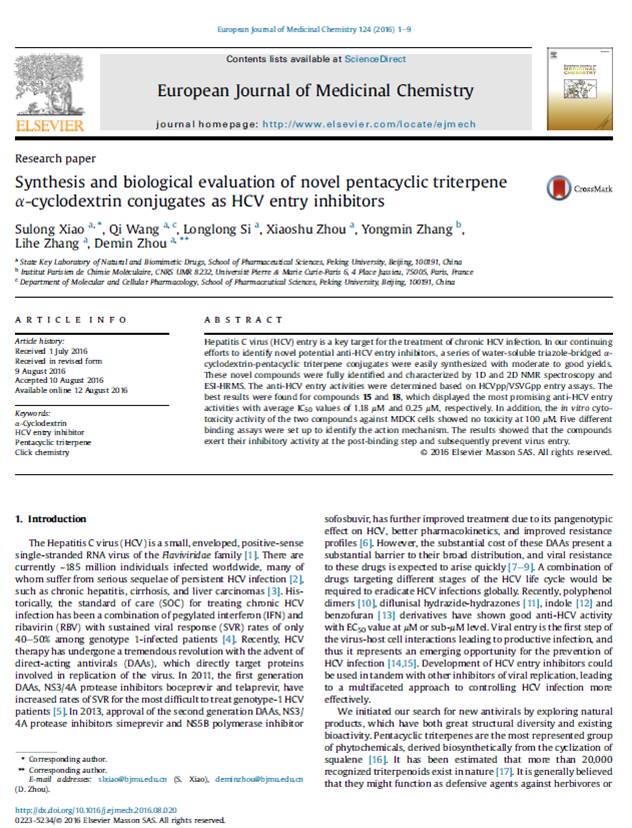 European Journal of Medicinal Chemistry 124 (2016) 1–9
Contents lists available at ScienceDirect
European Journal of Medicinal Chemistry
journal homepage: http://www.elsevier.com/locate/ejmech
ELSEVIER
Research paper
Synthesis and biological evaluation of novel pentacyclic triterpene
α-cyclodextrin conjugates as HCV entry inhibitors
CrossMark
Sulong Xiao a, *, Qi Wang a, c, Longlong Si a, Xiaoshu Zhou a, Yongmin Zhang b,
Lihe Zhang a, Demin Zhou a, **
a State Key Laboratory of Natural and Biomimetic Drugs, School of Pharmaceutical Sciences, Peking University, Beijing, 100191, China
b Institut Parisien de Chimie Moléculaire, CNRS UMR 8232, Université Pierre & Marie Curie-Paris 6, 4 Place Jussieu, 75005, Paris, France
c Department of Molecular and Cellular Pharmacology, School of Pharmaceutical Sciences, Peking University, Beijing, 100191, China
ARTICLE INFO
Article history:
Received 1 July 2016
Received in revised form
9 August 2016
Accepted 10 August 2016
Available online 12 August 2016
Keywords:
α-Cyclodextrin
HCV entry inhibitor
Pentacyclic triterpene
Click chemistry
ABSTRACT
Hepatitis C virus (HCV) entry is a key target for the treatment of chronic HCV infection. In our continuing
efforts to identify novel potential anti-HCV entry inhibitors, a series of water-soluble triazole-bridged α-
cyclodextrin-pentacyclic triterpene conjugates were easily synthesized with moderate to good yields.
These novel compounds were fully identified and characterized by 1D and 2D NMR spectroscopy and
ESI-HRMS. The anti-HCV entry activities were determined based on HCVpp/VSVGpp entry assays. The
best results were found for compounds 15 and 18, which displayed the most promising anti-HCV entry
activities with average IC50 values of 1.18 μM and 0.25 μM, respectively. In addition, the in vitro cyto-
toxicity activity of the two compounds against MDCK cells showed no toxicity at 100 μM. Five different
binding assays were set up to identify the action mechanism. The results showed that the compounds
exert their inhibitory activity at the post-binding step and subsequently prevent virus entry.
© 2016 Elsevier Masson SAS. All rights reserved.
1. Introduction
The Hepatitis C virus (HCV) is a small, enveloped, positive-sense
single-stranded RNA virus of the Flaviviridae family [1]. There are
currently ~185 million individuals infected worldwide, many of
whom suffer from serious sequelae of persistent HCV infection [2],
such as chronic hepatitis, cirrhosis, and liver carcinomas [3]. His-
torically, the standard of care (SOC) for treating chronic HCV
infection has been a combination of pegylated interferon (IFN) and
ribavirin (RBV) with sustained viral response (SVR) rates of only
40–50% among genotype 1-infected patients [4]. Recently, HCV
therapy has undergone a tremendous revolution with the advent of
direct-acting antivirals (DAAs), which directly target proteins
involved in replication of the virus. In 2011, the first generation
DAAs, NS3/4A protease inhibitors boceprevir and telaprevir, have
increased rates of SVR for the most difficult to treat genotype-1 HCV
patients [5]. In 2013, approval of the second generation DAAs, NS3/
4A protease inhibitors simeprevir and NS5B polymerase inhibitor
* Corresponding author.
** Corresponding author.
E-mail addresses: slxiao@bjmu.edu.cn (S. Xiao), deminzhou@bjmu.edu.cn
(D. Zhou).
sofosbuvir, has further improved treatment due to its pangenotypic
effect on HCV, better pharmacokinetics, and improved resistance
profiles [6]. However, the substantial cost of these DAAs present a
substantial barrier to their broad distribution, and viral resistance
to these drugs is expected to arise quickly [7–9]. A combination of
drugs targeting different stages of the HCV life cycle would be
required to eradicate HCV infections globally. Recently, polyphenol
dimers [10], diflunisal hydrazide-hydrazones [11], indole [12] and
benzofuran [13] derivatives have shown good anti-HCV activity
with EC50 value at μM or sub-μM level. Viral entry is the first step of
the virus-host cell interactions leading to productive infection, and
thus it represents an emerging opportunity for the prevention of
HCV infection [14,15]. Development of HCV entry inhibitors could
be used in tandem with other inhibitors of viral replication, leading
to a multifaceted approach to controlling HCV infection more
effectively.
We initiated our search for new antivirals by exploring natural
products, which have both great structural diversity and existing
bioactivity. Pentacyclic triterpenes are the most represented group
of phytochemicals, derived biosynthetically from the cyclization of
squalene [16]. It has been estimated that more than 20,000
recognized triterpenoids exist in nature [17]. It is generally believed
that they might function as defensive agents against herbivores or
http://dx.doi.org/10.1016/j.ejmech.2016.08.020
0223-5234/© 2016 Elsevier Masson SAS. All rights reserved.